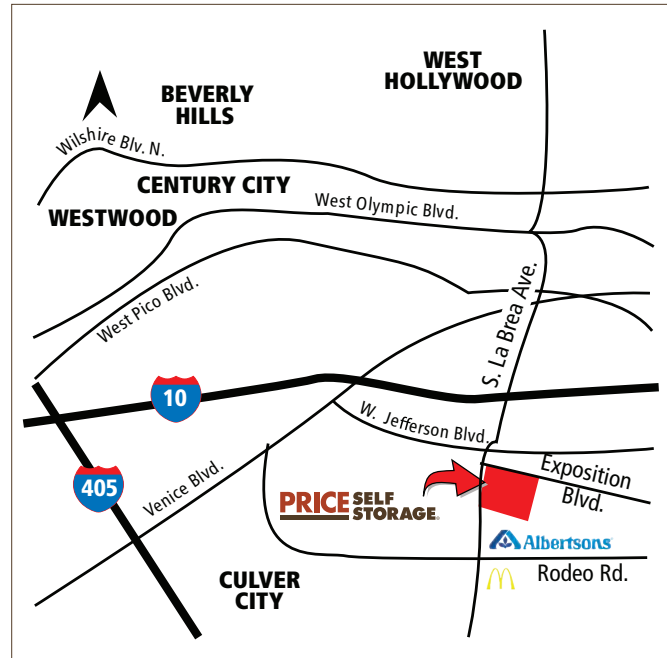 WEST
HOLLYWOOD
BEVERLY
HILLS
Wilshire Blv. N.
CENTURY CITY
WESTWOOD
West Olympic Blvd.
West Pico Blvd.
S. La Brea Ave.
10
W. Jefferson Blvd.
405
Venice Blvd.
Exposition
Blvd.
PRICE SELF
STORAGE®
Albertsons®
Rodeo Rd.
CULVER
CITY